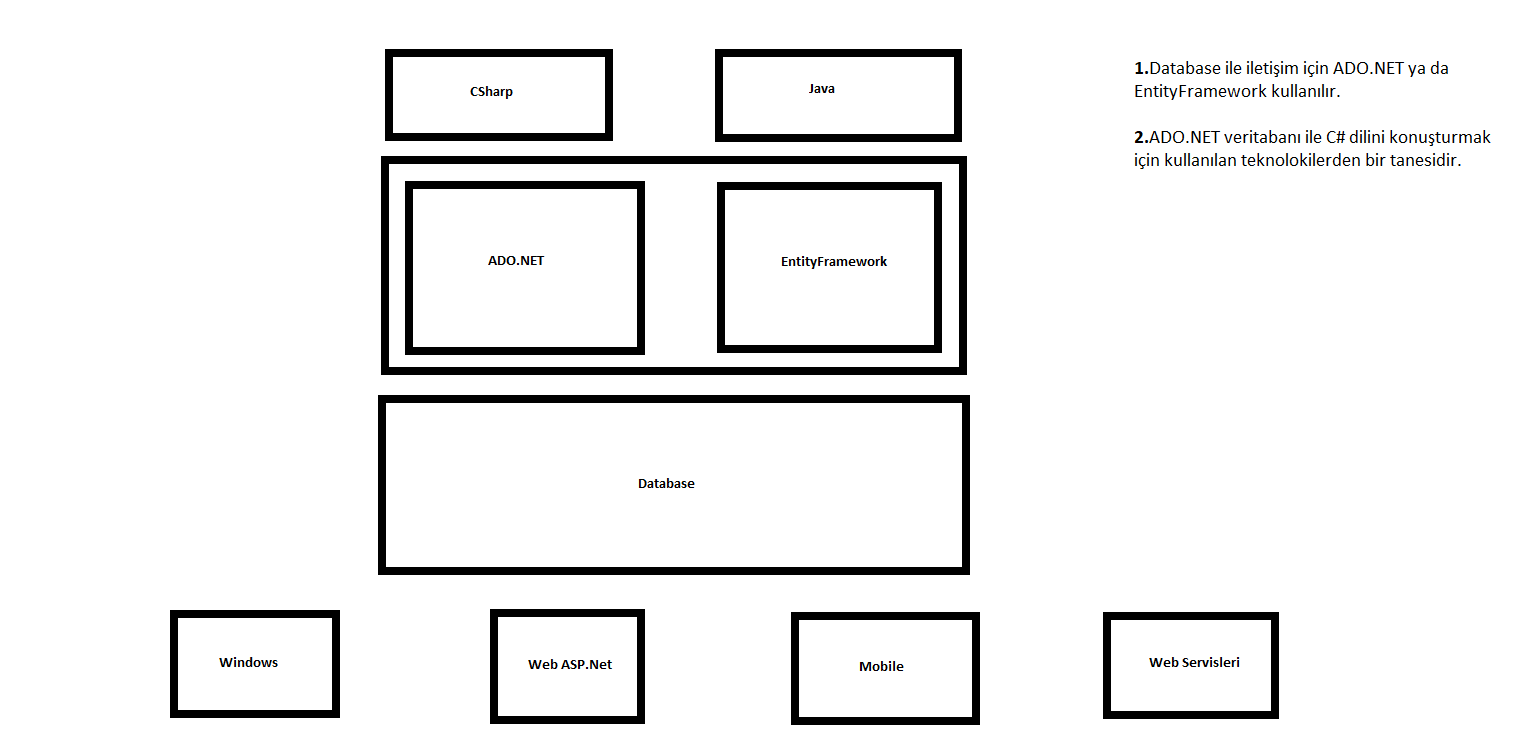 CSharp
Java
1.Database ile iletişim için ADO.NET ya da
EntityFramework kullanılır.
2.ADO.NET veritabanı ile C# dilini konuşturmak
için kullanılan teknolokilerden bir tanesidir.
ADO.NET
EntityFramework
Database
Windows
Web ASP.Net
Mobile
Web Servisleri